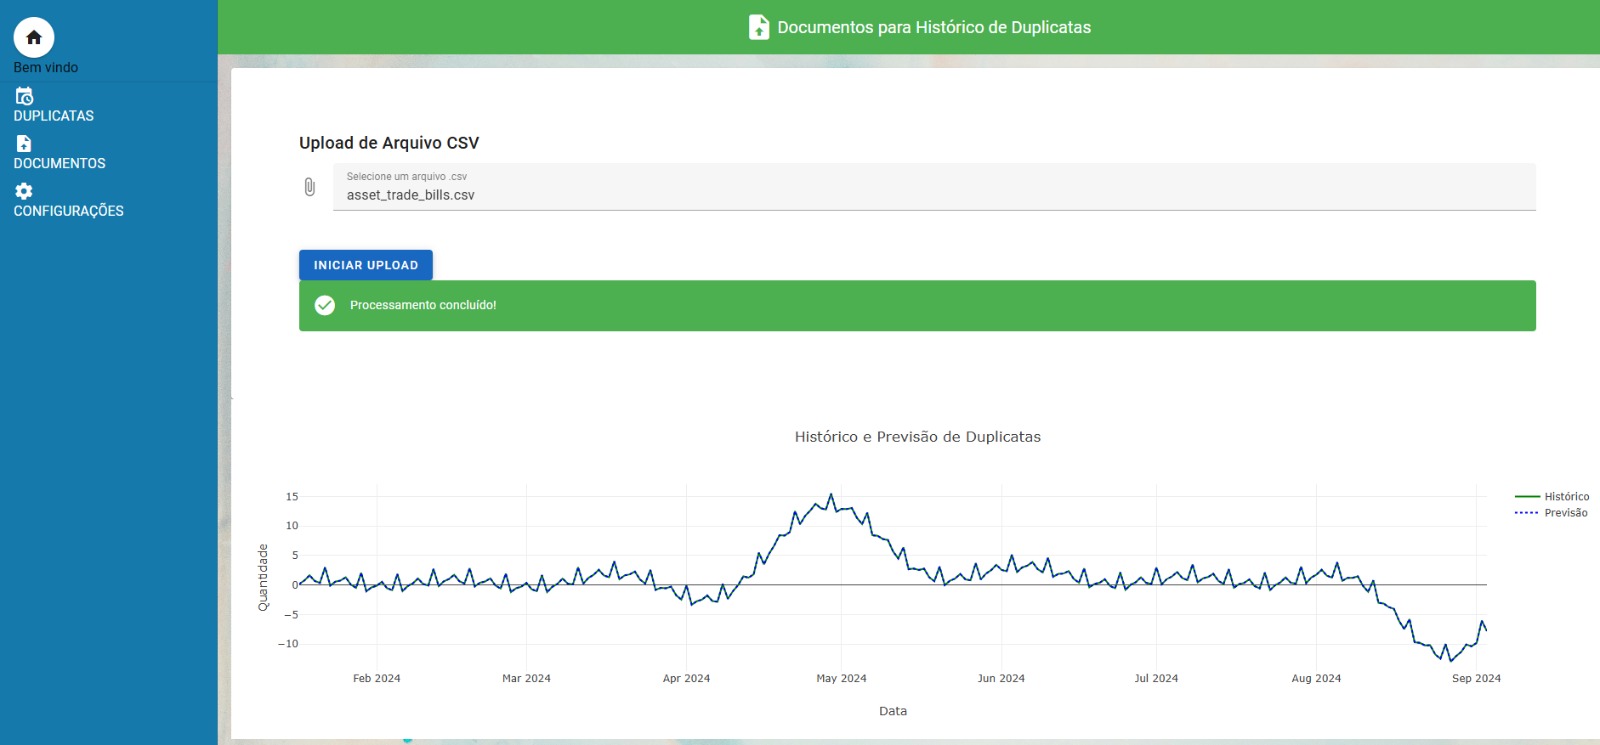 Bem vindo
DUPLICATAS
DOCUMENTOS
CONFIGURAÇÕES
Documentos para Histórico de Duplicatas
Upload de Arquivo CSV
Selecione um arquivo .csv
asset_trade_bills.csv
INICIAR UPLOAD
Processamento concluído!
Histórico e Previsão de Duplicatas
15
10
5
0
−5
−10
Quantidade
Feb 2024
Mar 2024
Apr 2024
May 2024
Jun 2024
Jul 2024
Aug 2024
Sep 2024
Data
Histórico
Previsão